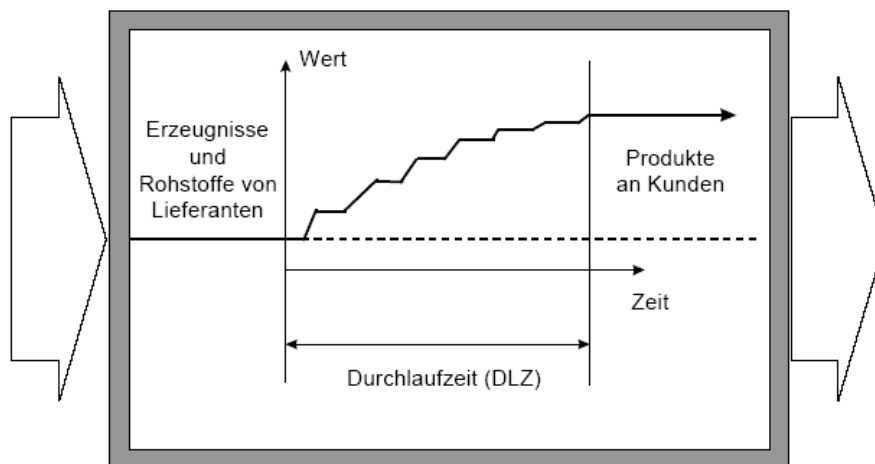 Wert
Erzeugnisse
und
Rohstoffe von
Lieferanten
Produkte
an Kunden
Zeit
Durchlaufzeit (DLZ)